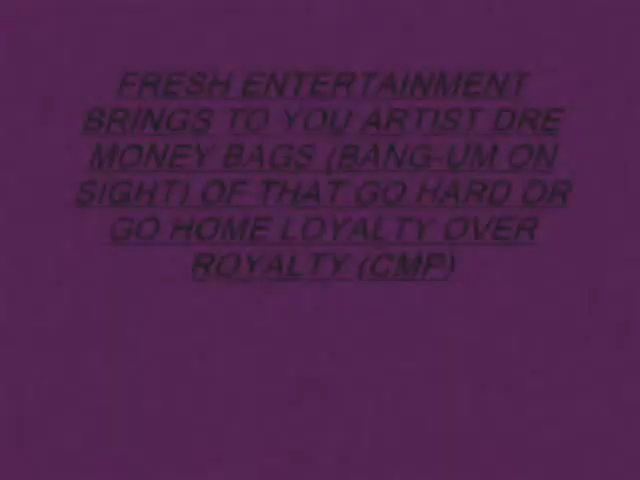 FRESH ENTERTAINMENT
BRINGS TO YOU ARTIST DRE
MONEY BAGS (BANG-UM ON
SIGHT) OF THAT GO HARD OR
GO HOME LOYALTY OVER
ROYALTY (CMP)